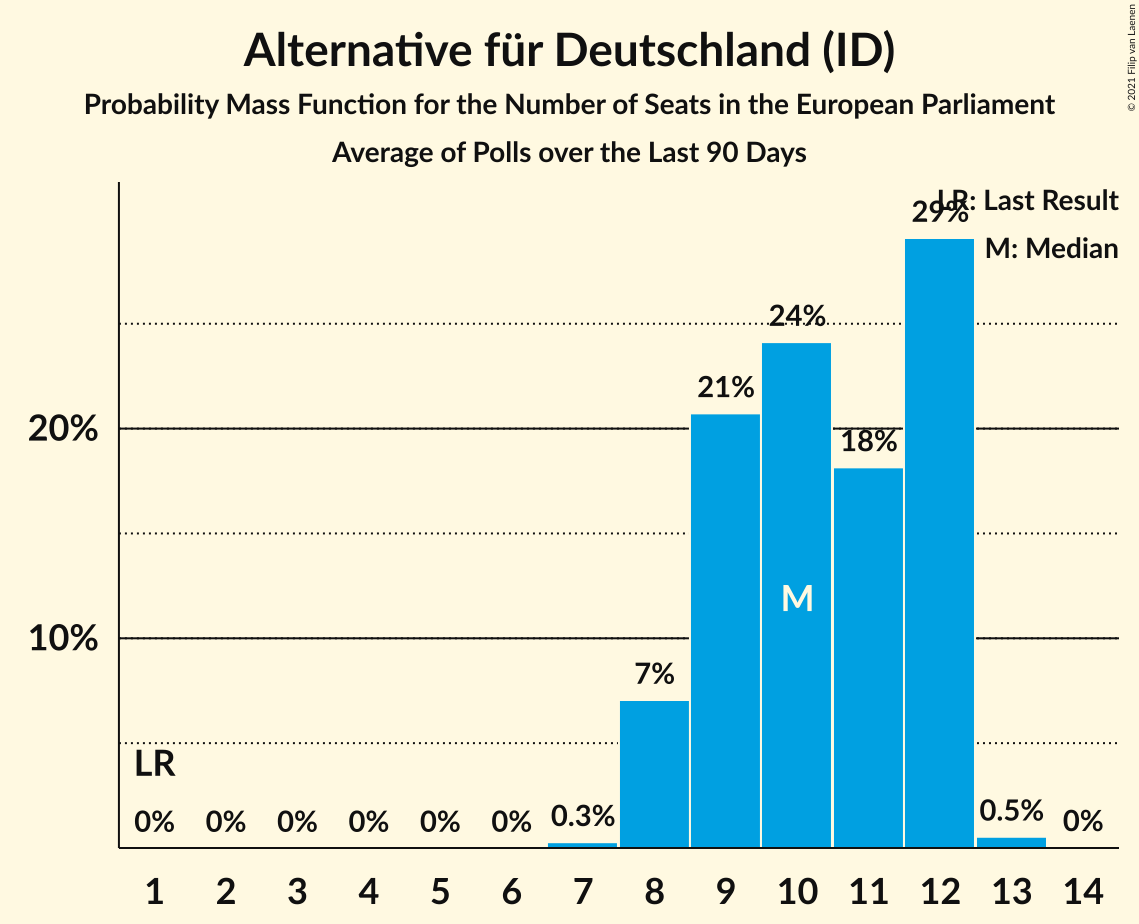 Alternative für Deutschland (ID)
Probability Mass Function for the Number of Seats in the European Parliament
Average of Polls over the Last 90 Days
© 2021 Filip van Laenen
LR: Last Result
M: Median
29%
24%
21%
20%
18%
M
10%
7%
LR
0% 0% 0% 0% 0% 0% 0.3% 0.5% 0%
1 2 3 4 5 6 7 8 9 10 11 12 13 14